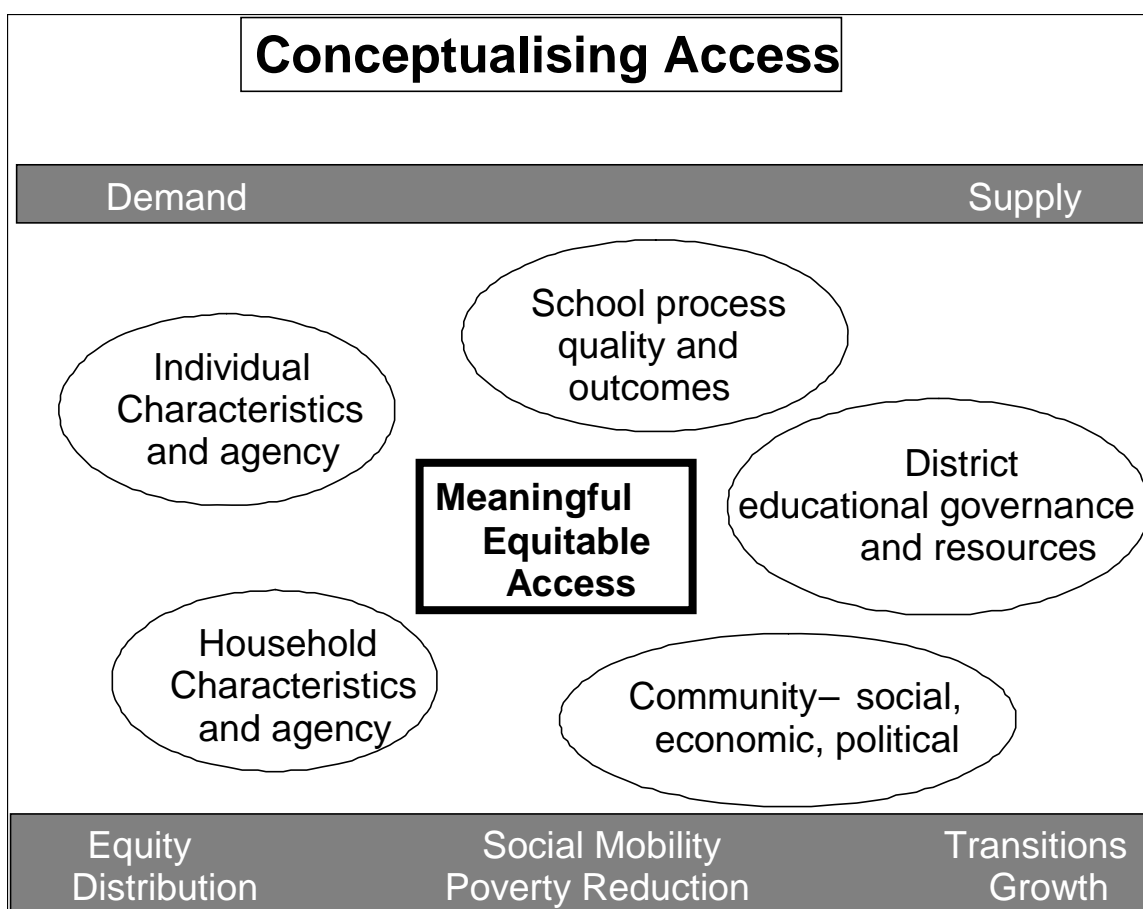 Conceptualising Access
Demand
Supply
School process
quality and
outcomes
Individual
Characteristics
and agency
District
educational governance
and resources
Meaningful
Equitable
Access
Household
Characteristics
and agency
Community– social,
economic, political
Equity
Distribution
Social Mobility
Poverty Reduction
Transitions
Growth